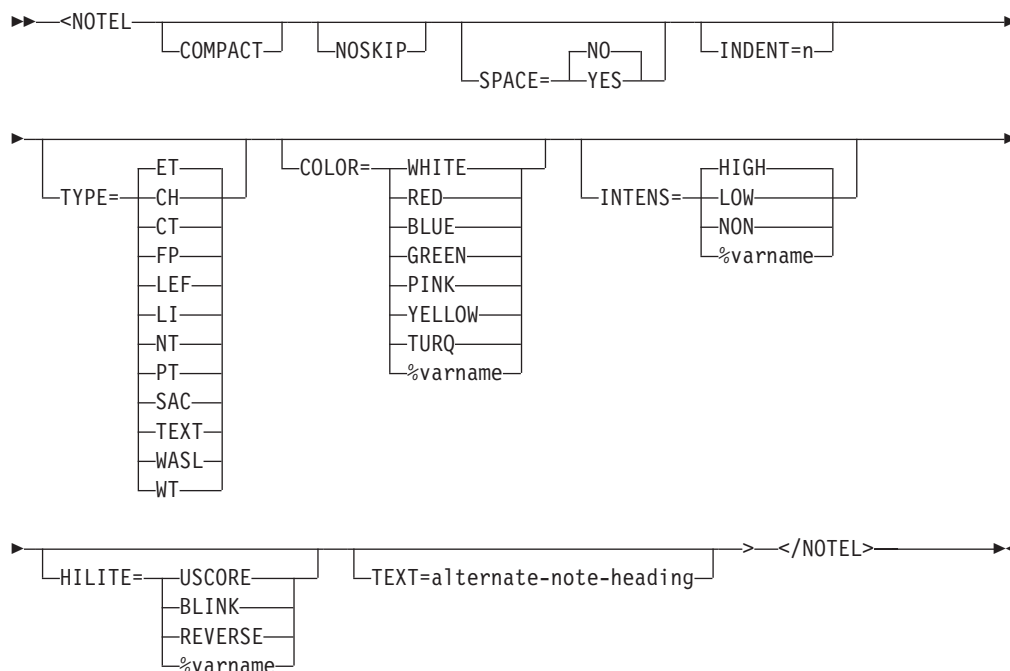 <NOTEL
COMPACT
NOSKIP
SPACE=
NO
YES
INDENT=n
TYPE=
ET
CH
CT
FP
LEF
LI
NT
PT
SAC
TEXT
WASL
WT
COLOR=
WHITE
RED
BLUE
GREEN
PINK
YELLOW
TURQ
%varname
INTENS=
HIGH
LOW
NON
%varname
HILITE=
USCORE
BLINK
REVERSE
%varname
TEXT=alternate-note-heading
>
</NOTEL>